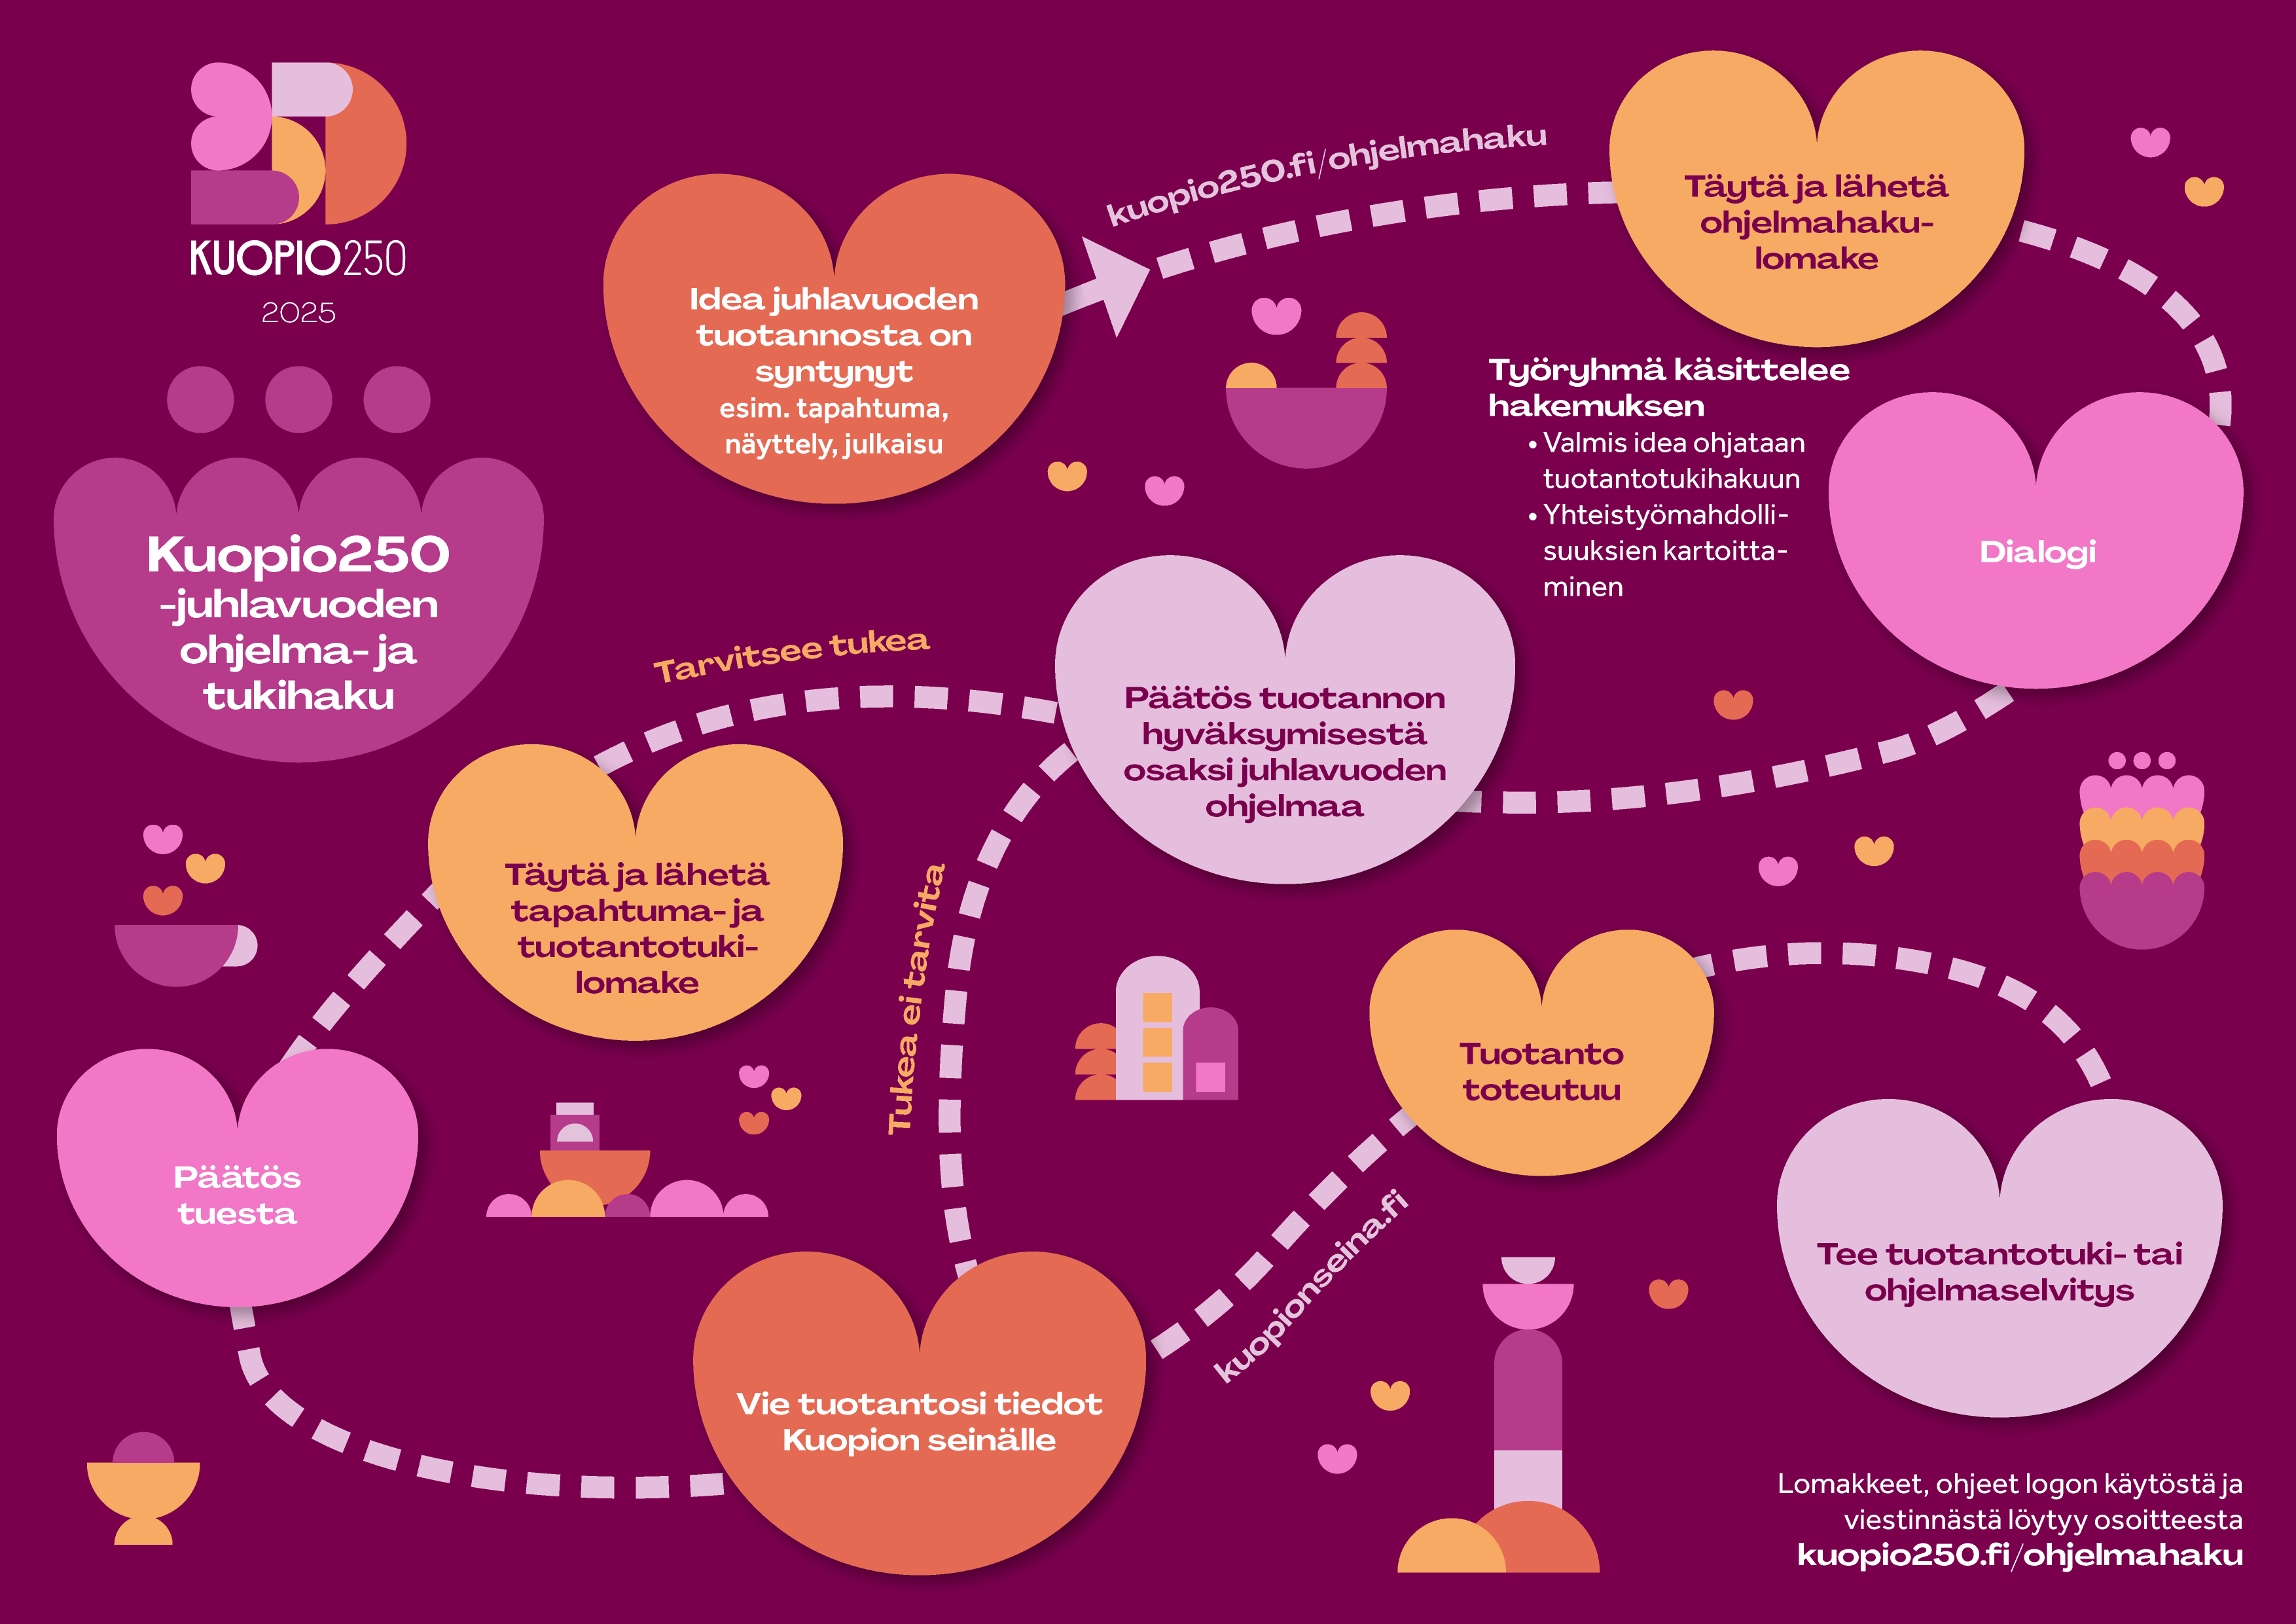 KUOPIO250
2025
Kuopio250
-juhlavuoden
ohjelma- ja
tukihaku
Idea juhlavuoden
tuotannosta on
syntynyt
esim. tapahtuma,
näyttely, julkaisu
kuopio250.fi/ohjelmahaku
Täytä ja lähetä
ohjelmahaku-
lomake
Työryhmä käsittelee
hakemuksen
• Valmis idea ohjataan
tuotantotukihakuun
• Yhteistyömahdolli-
suuksien kartoitta-
minen
Dialogi
Päätös tuotannon
hyväksymisestä
osaksi juhlavuoden
ohjelmaa
Tarvitsee tukea
Täytä ja lähetä
tapahtuma- ja
tuotantotuki-
lomake
Päätös
tuesta
Tukea ei tarvita
Vie tuotantosi tiedot
Kuopion seinälle
kuopionseina.fi
Tuotanto
toteutuu
Tee tuotantotuki- tai
ohjelmaselvitys
Lomakkeet, ohjeet logon käytöstä ja
viestinnästä löytyy osoitteesta
kuopio250.fi/ohjelmahaku